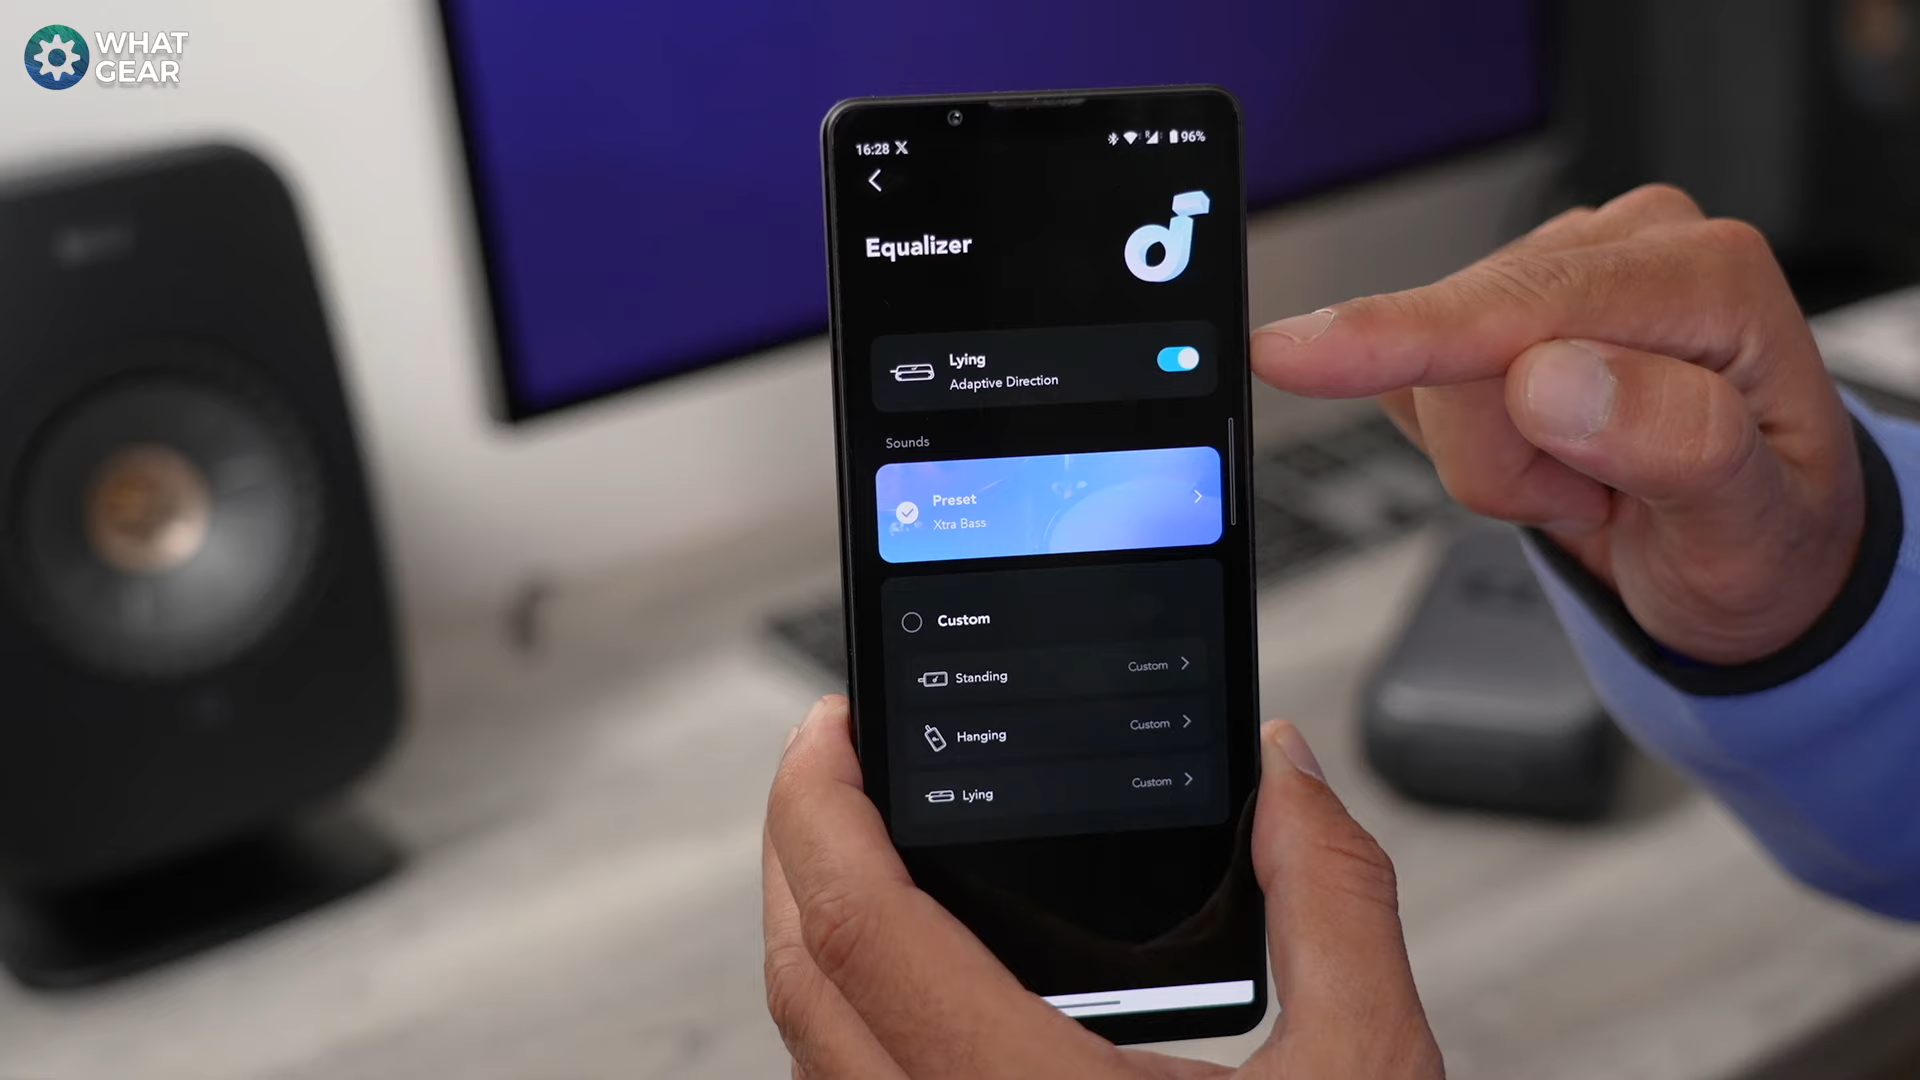 WHAT
GEAR
16:28
96%
Equalizer
Lying
Adaptive Direction
Sounds
Preset
Xtra Bass
Custom
Standing Custom
Hanging Custom
Lying Custom